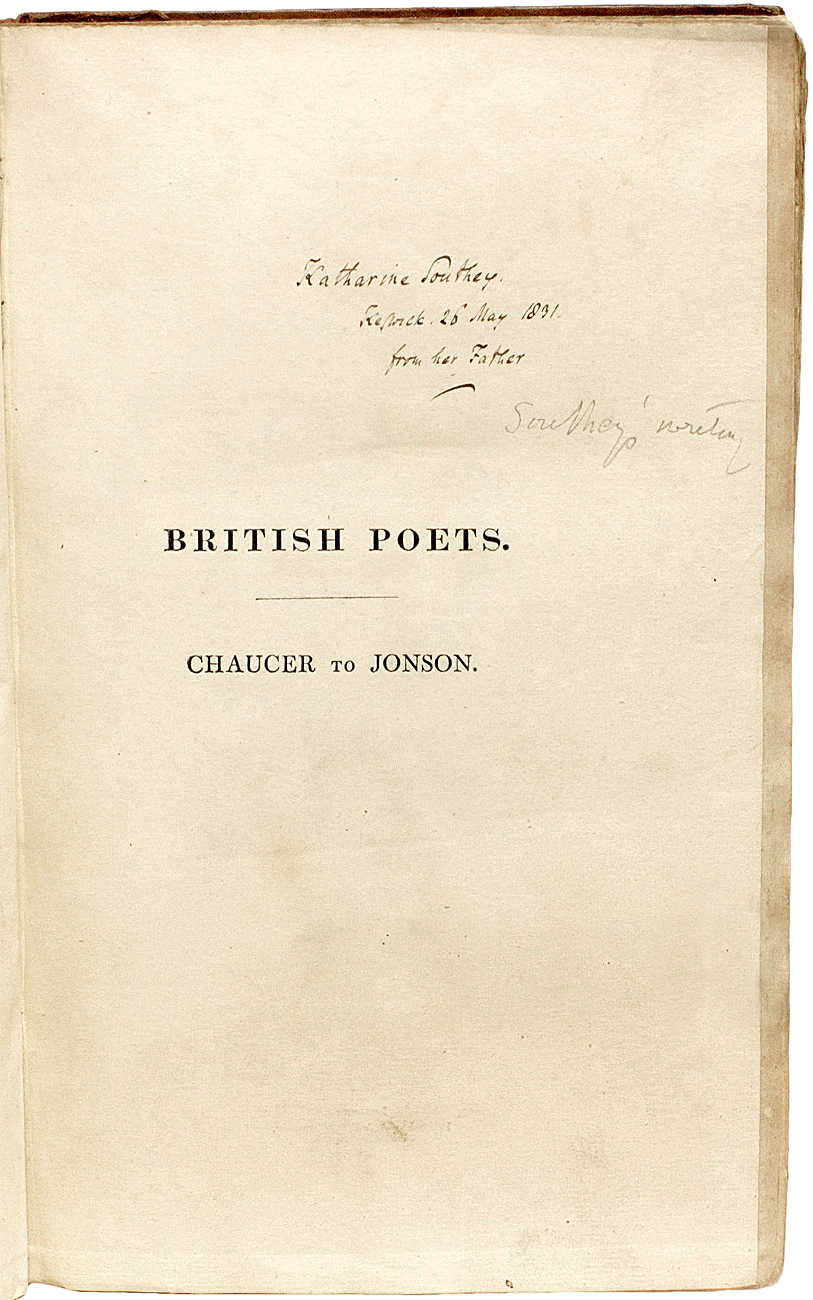 Katharine Southey.
Keswick. 26 May 1831.
from her Father
Southey's writing
BRITISH POETS.
CHAUCER TO JONSON.